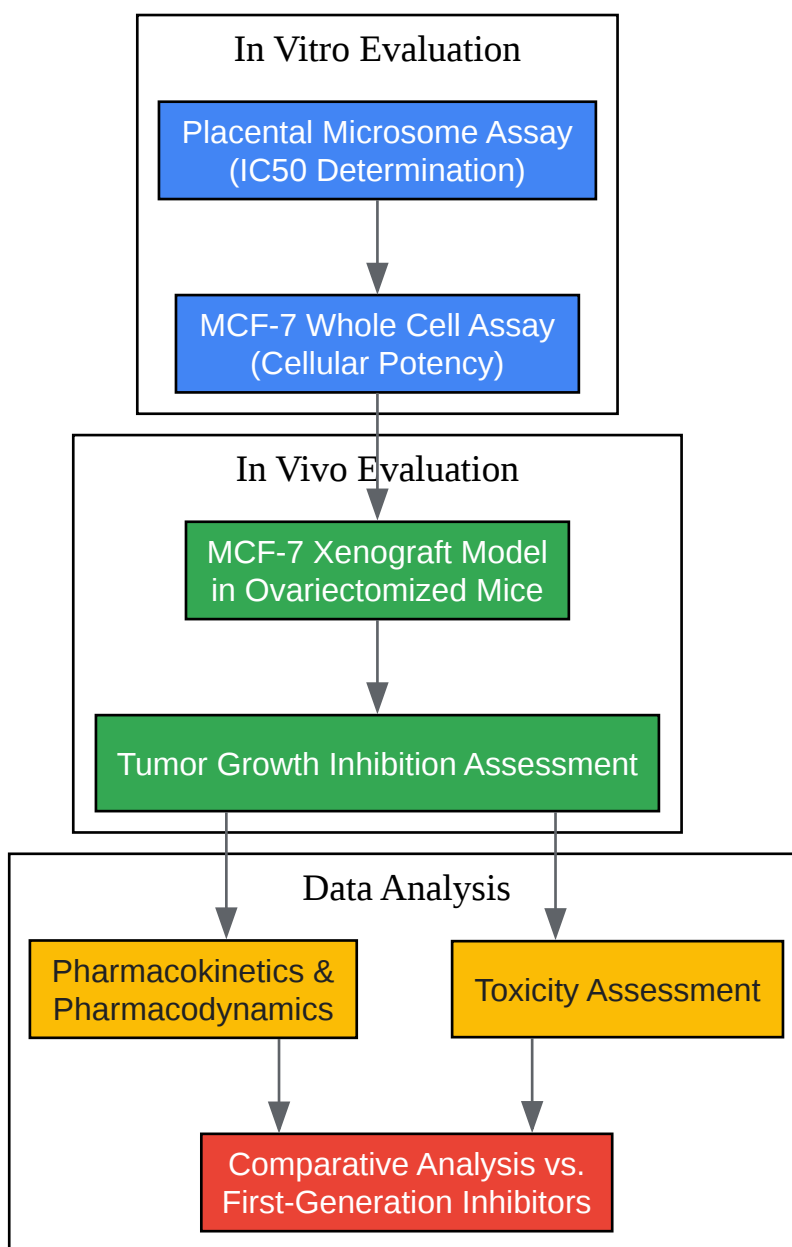 In Vitro Evaluation
Placental Microsome Assay
(IC50 Determination)
MCF-7 Whole Cell Assay
(Cellular Potency)
In Vivo Evaluation
MCF-7 Xenograft Model
in Ovariectomized Mice
Tumor Growth Inhibition Assessment
Data Analysis
Pharmacokinetics &
Pharmacodynamics
Toxicity Assessment
Comparative Analysis vs.
First-Generation Inhibitors